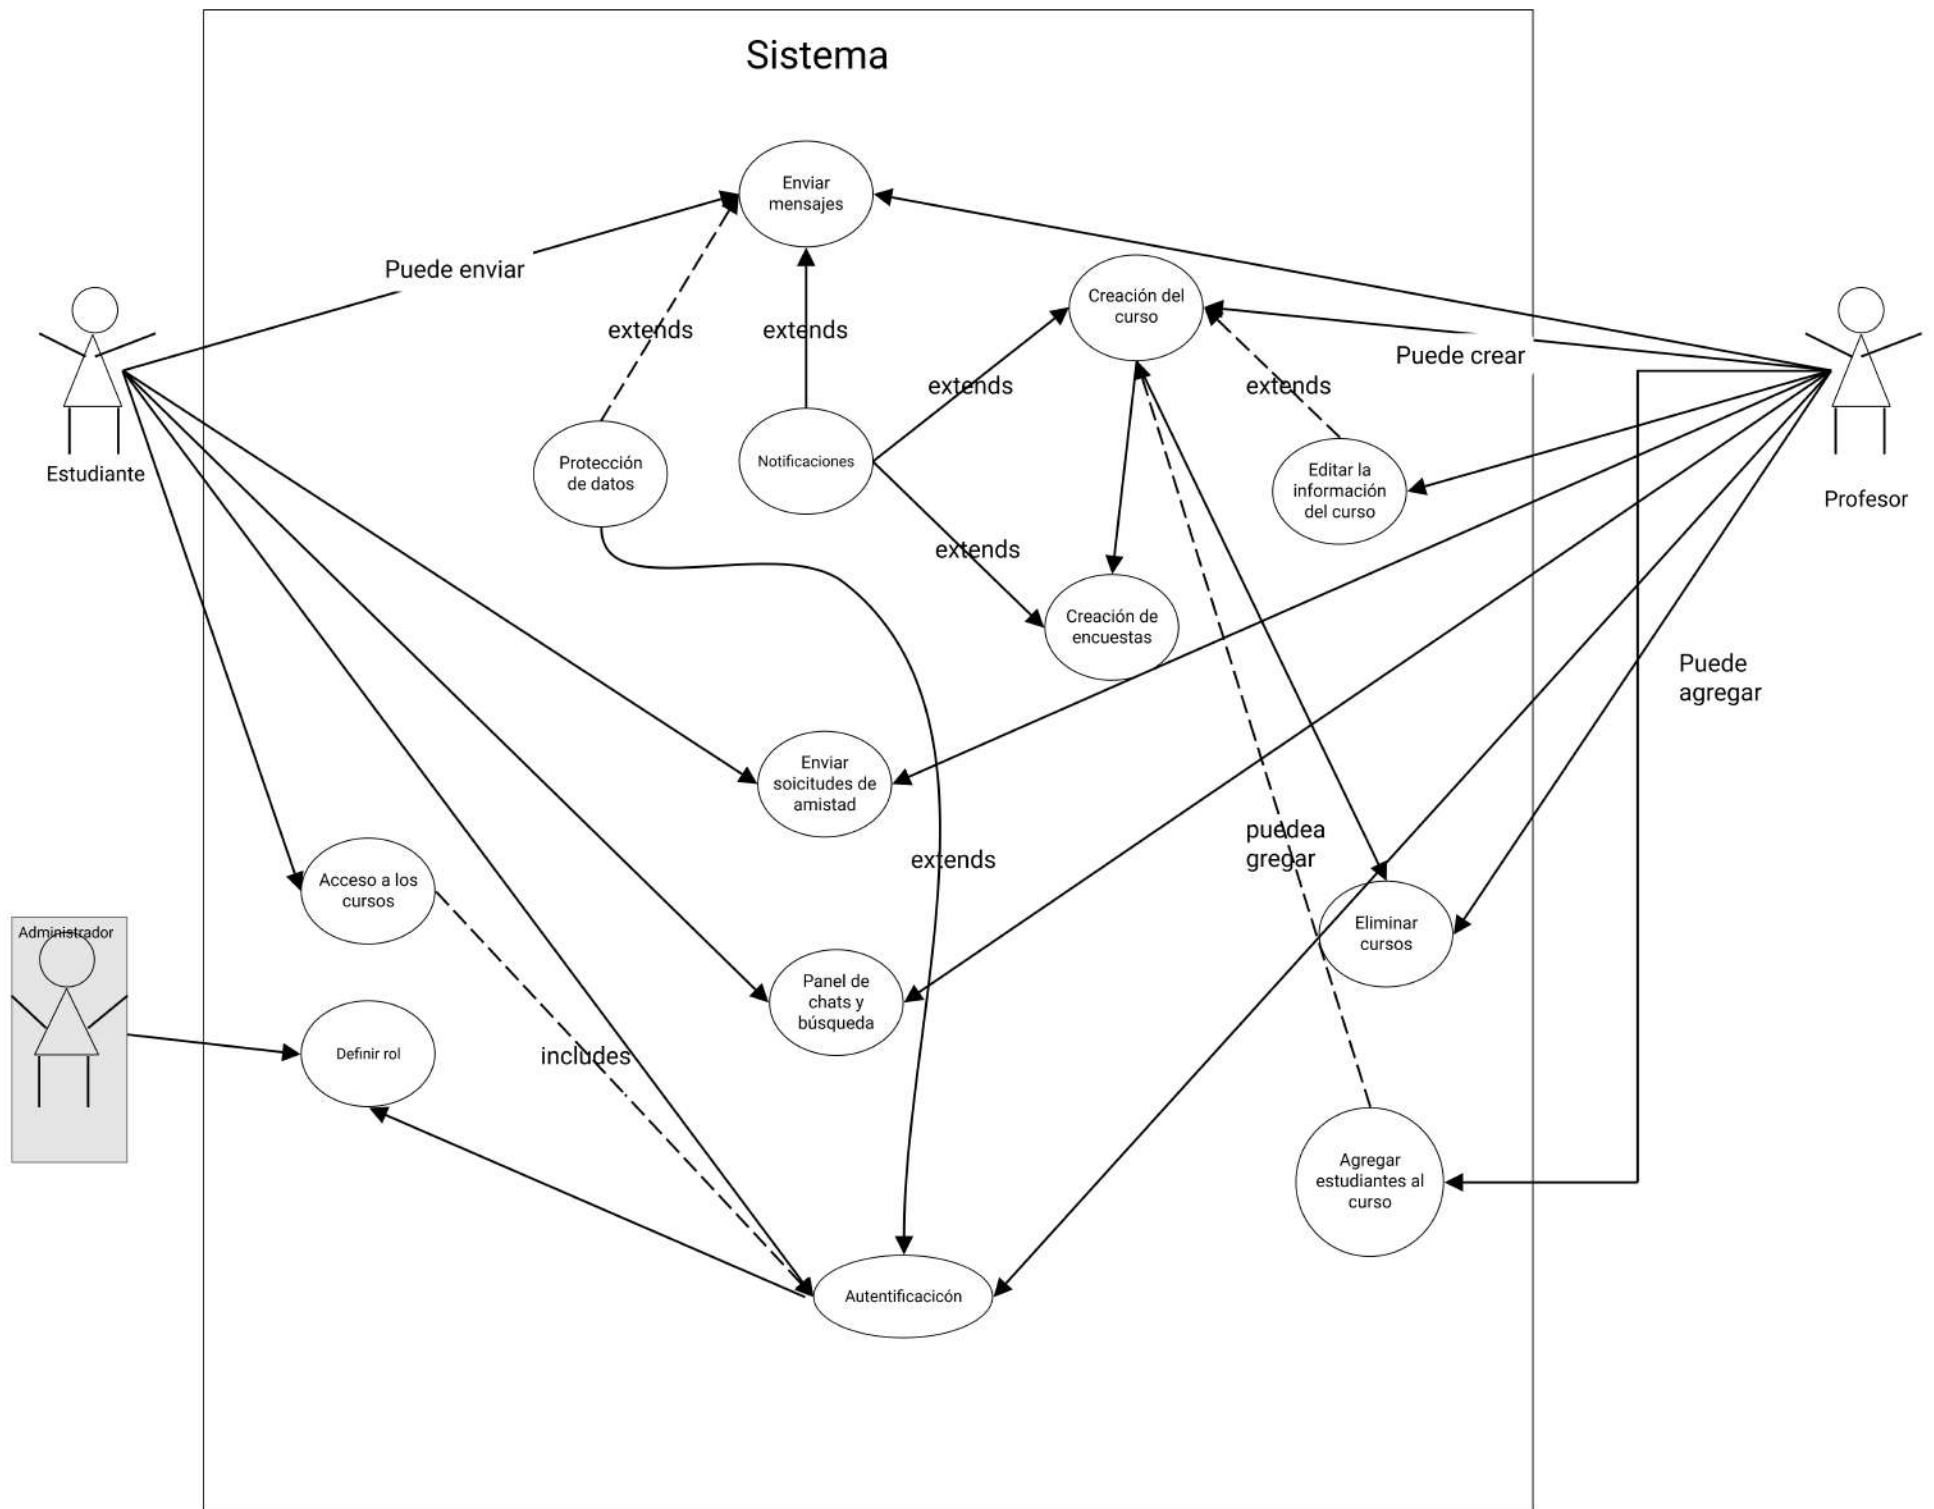 Sistema
Enviar
mensajes
Puede enviar
Creación del
curso
extends
extends
Puede crear
extends
extends
Estudiante
Protección
de datos
Notificaciones
Editar la
información
del curso
Profesor
extends
Creación de
encuestas
Puede
agregar
Enviar
soicitudes de
amistad
puedea
gregar
extends
Acceso a los
cursos
Eliminar
cursos
Administrador
Panel de
chats y
búsqueda
Definir rol
includes
Agregar
estudiantes al
curso
Autentificacicón